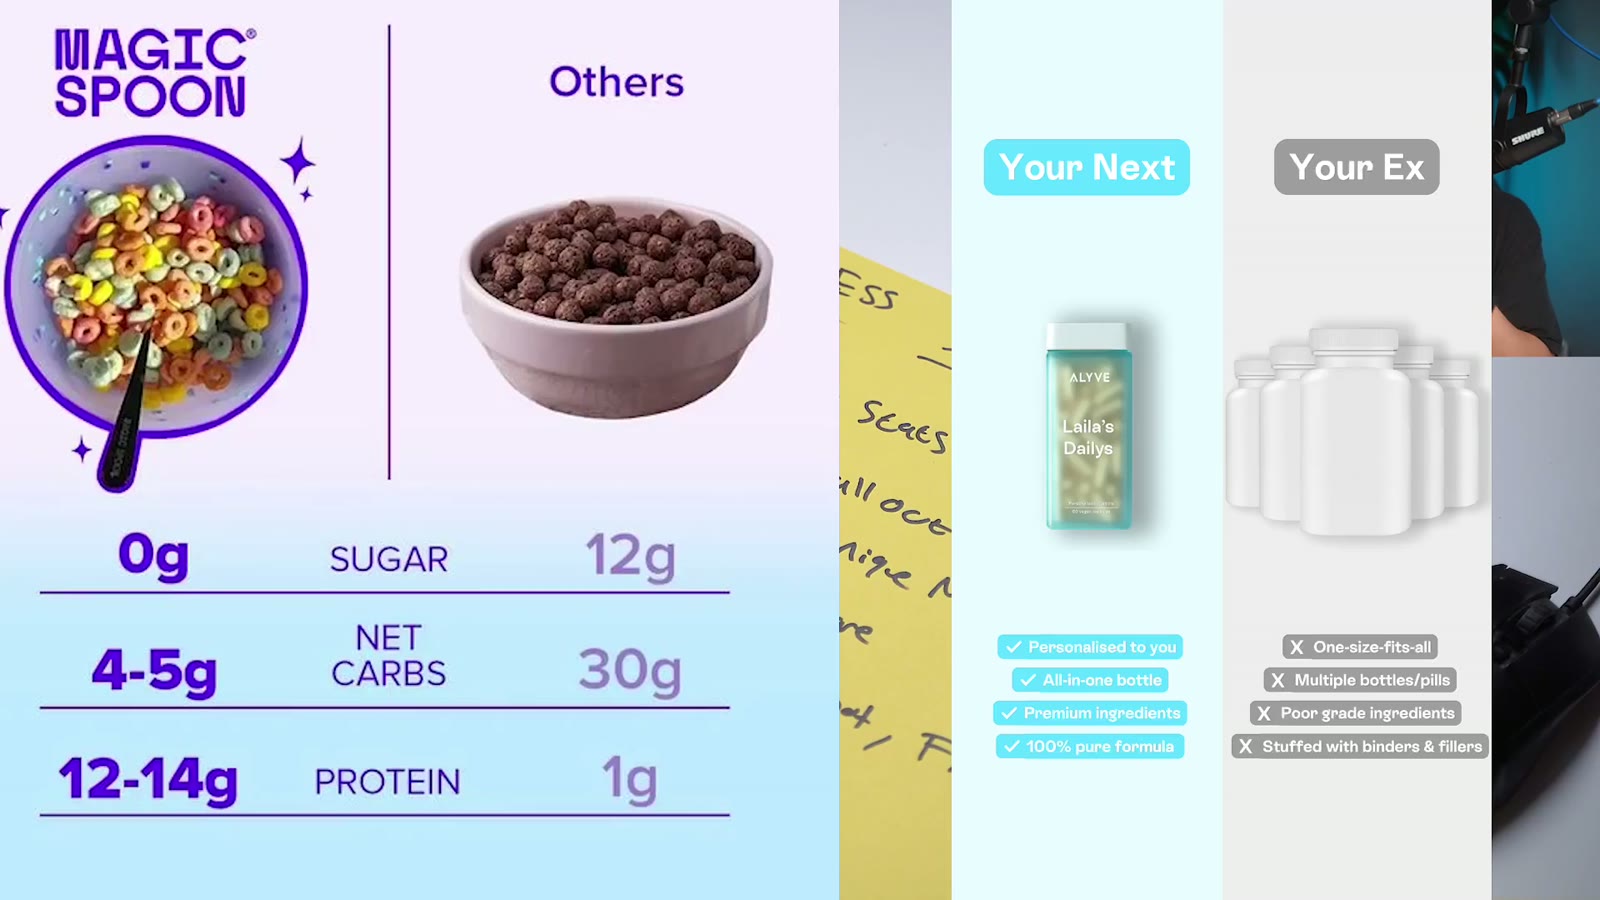 MAGIC®
SPOON
Others
0g SUGAR 12g
4-5g NET CARBS 30g
12-14g PROTEIN 1g
ESS
Stats
Your Next
ALYVE
Laila's
Dailys
✓ Personalised to you
✓ All-in-one bottle
✓ Premium ingredients
✓ 100% pure formula
Your Ex
X One-size-fits-all
X Multiple bottles/pills
X Poor grade ingredients
X Stuffed with binders & fillers
SHURE